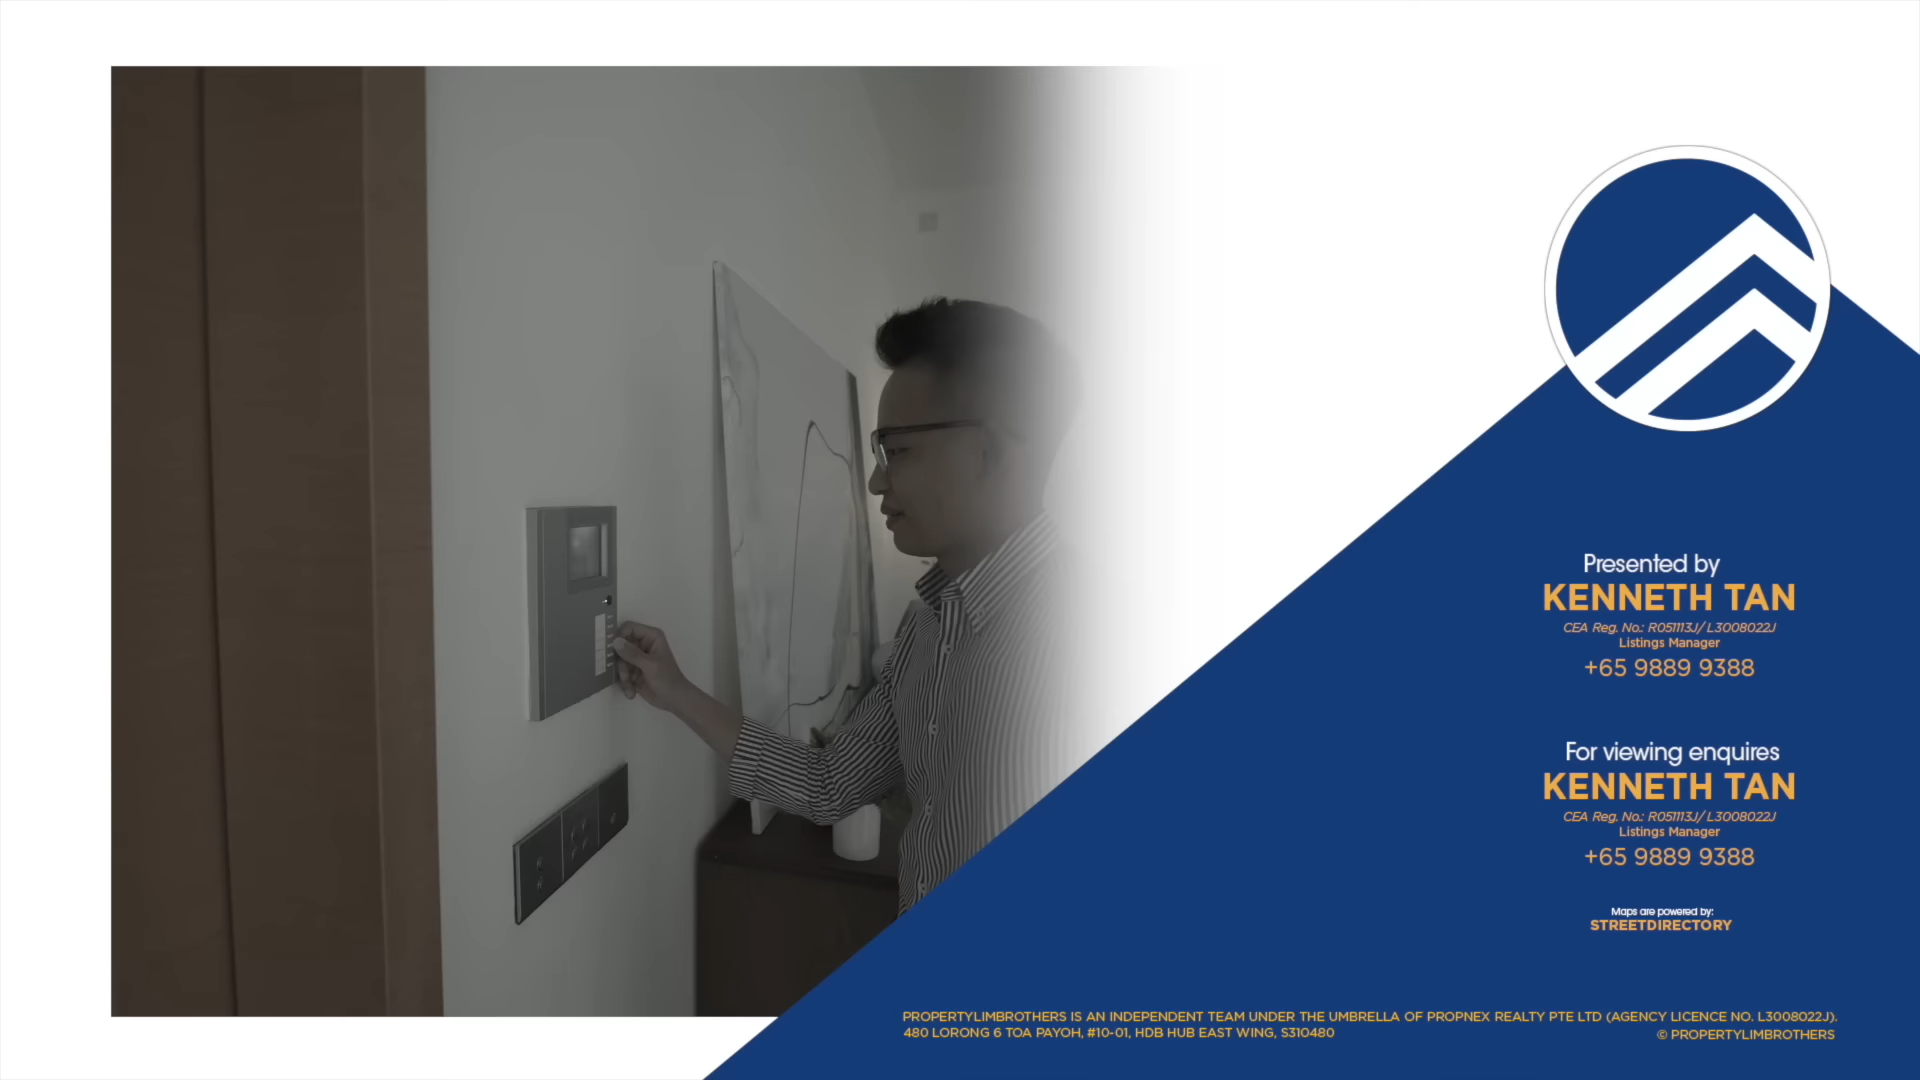 Presented by
KENNETH TAN
CEA Reg. No.: R051113J/ L3008022J
Listings Manager
+65 9889 9388
For viewing enquires
KENNETH TAN
CEA Reg. No.: R051113J/ L3008022J
Listings Manager
+65 9889 9388
Maps are powered by:
STREETDIRECTORY
PROPERTYLIMBROTHERS IS AN INDEPENDENT TEAM UNDER THE UMBRELLA OF PROPNEX REALTY PTE LTD (AGENCY LICENCE NO. L3008022J).
480 LORONG 6 TOA PAYOH, #10-01, HDB HUB EAST WING, S310480
© PROPERTYLIMBROTHERS